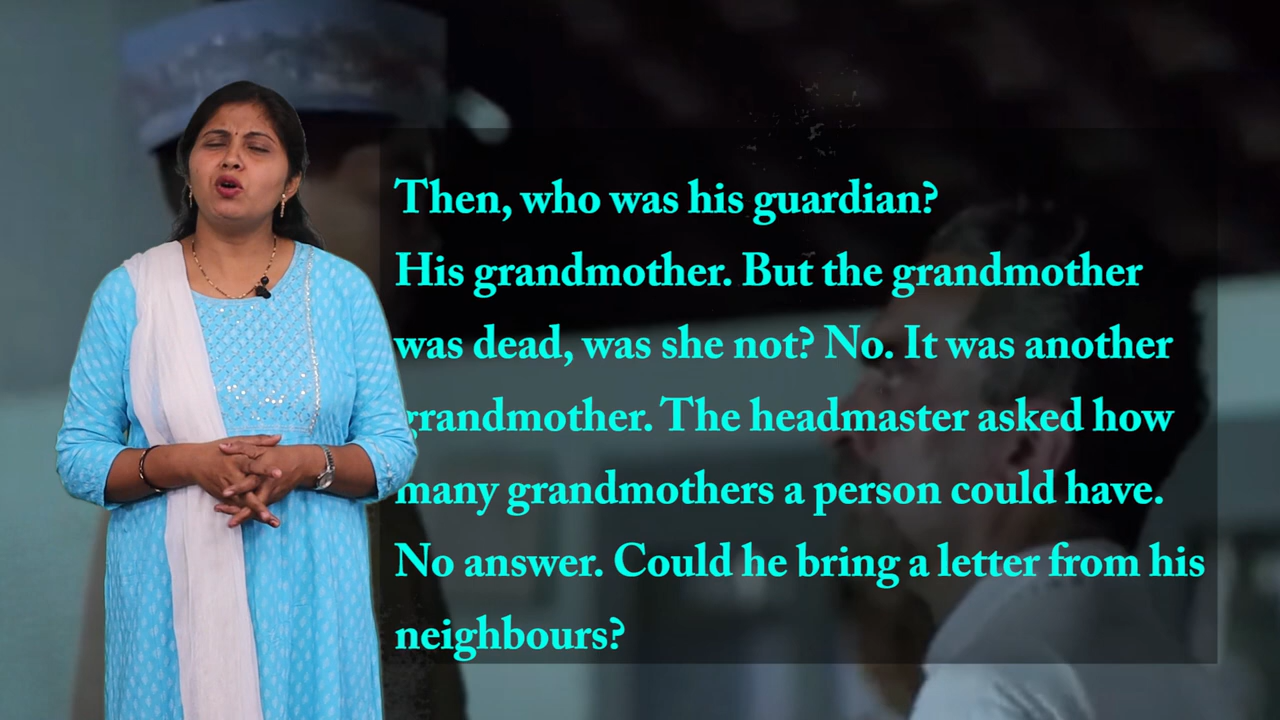 Then, who was his guardian?
His grandmother. But the grandmother
was dead, was she not? No. It was another
grandmother. The headmaster asked how
many grandmothers a person could have.
No answer. Could he bring a letter from his
neighbours?